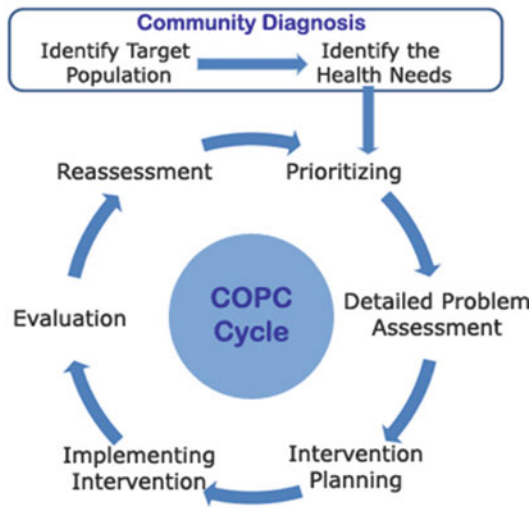 Community Diagnosis
Identify Target
Population
Identify the
Health Needs
Reassessment
Prioritizing
COPC
Cycle
Evaluation
Detailed Problem
Assessment
Implementing
Intervention
Intervention
Planning